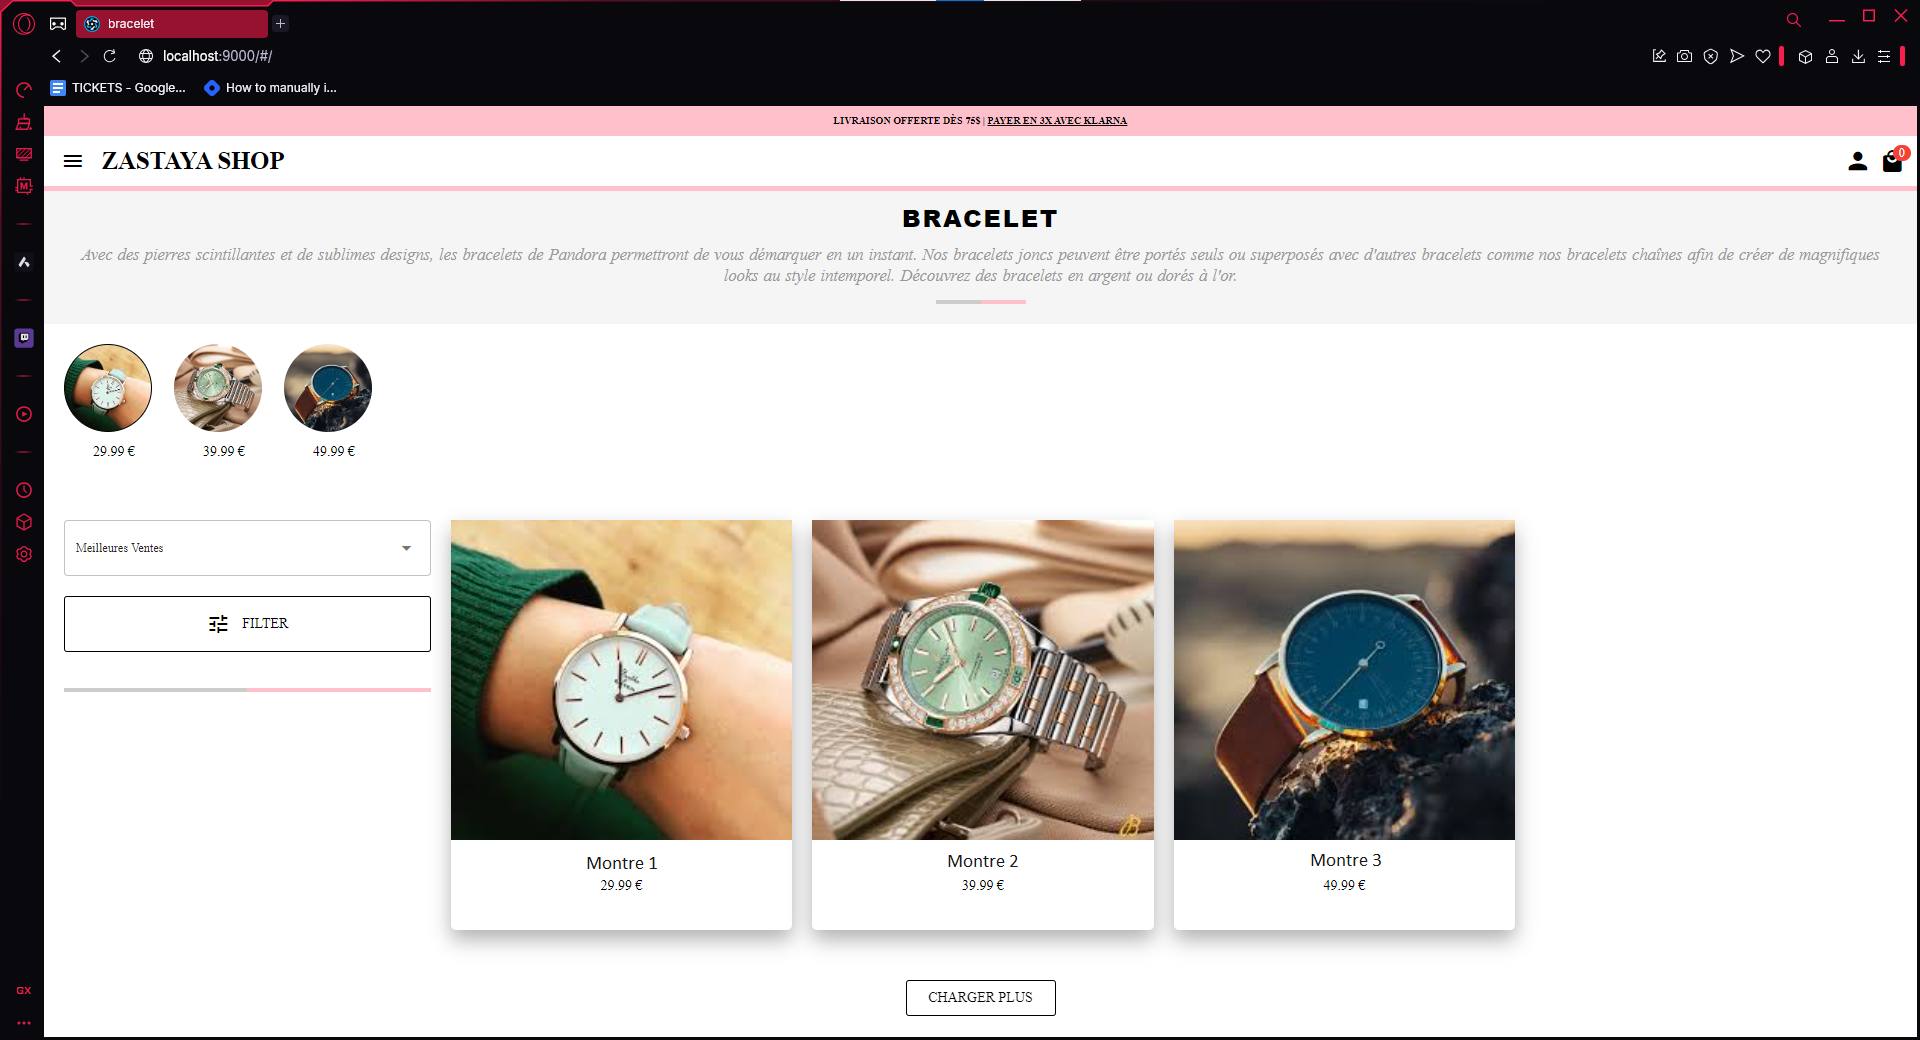 bracelet
localhost:9000/#/
TICKETS - Google...
How to manually i...
LIVRAISON OFFERTE DÈS 75$ | PAYER EN 3X AVEC KLARNA
ZASTAYA SHOP
0
BRACELET
Avec des pierres scintillantes et de sublimes designs, les bracelets de Pandora permettront de vous démarquer en un instant. Nos bracelets joncs peuvent être portés seuls ou superposés avec d'autres bracelets comme nos bracelets chaînes afin de créer de magnifiques
looks au style intemporel. Découvrez des bracelets en argent ou dorés à l'or.
29.99 €
39.99 €
49.99 €
Meilleures Ventes
FILTER
Montre 1
29.99 €
Montre 2
39.99 €
Montre 3
49.99 €
CHARGER PLUS
M
GX